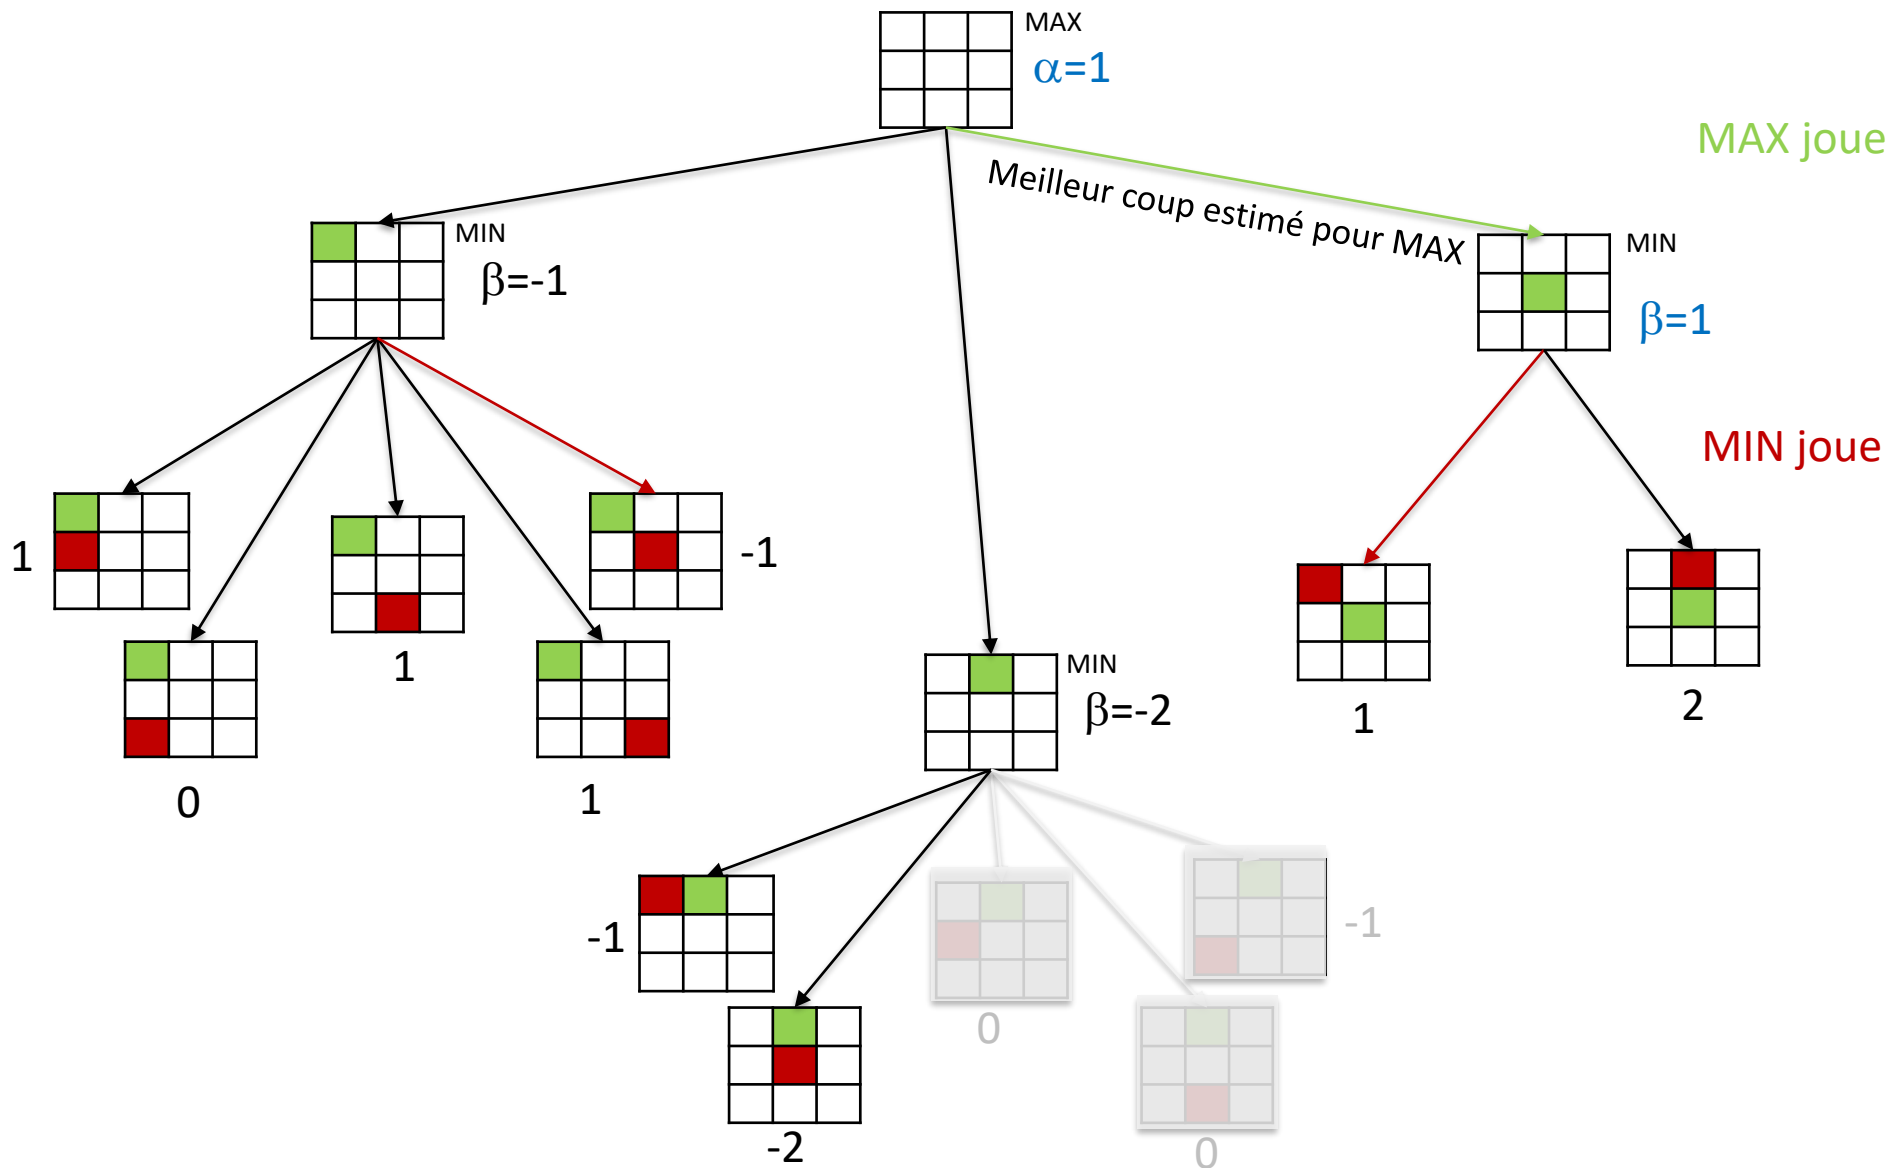 MAX
α=1
MAX joue
Meilleur coup estimé pour MAX
MIN
β=-1
MIN
β=1
MIN joue
1
-1
1
0
1
MIN
β=-2
1
2
-1
-1
0
-2
0